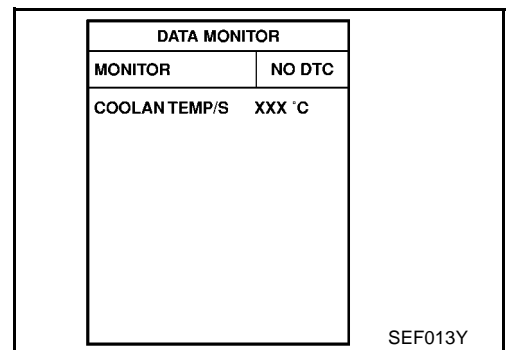 DATA MONITOR
MONITOR NO DTC
COOLAN TEMP/S XXX °C
SEF013Y